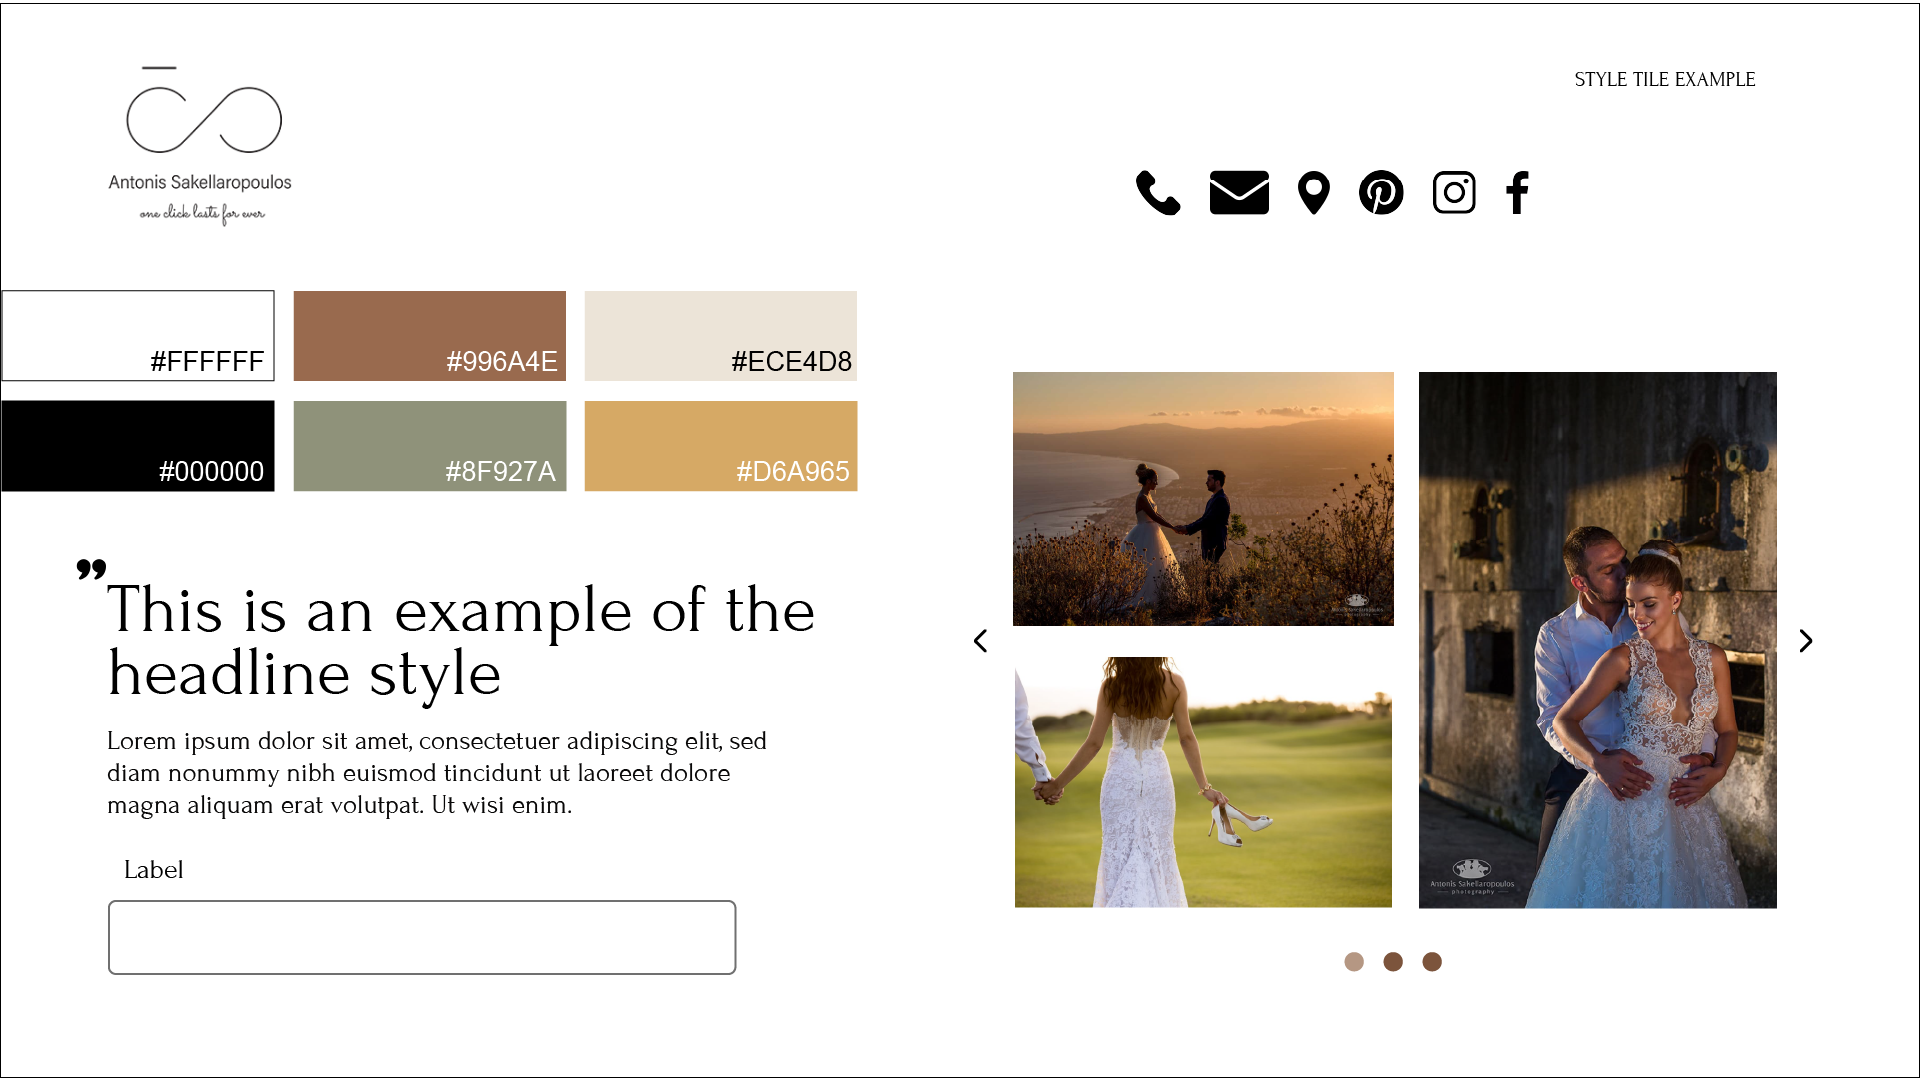 Antonis Sakellaropoulos
one click lasts for ever
STYLE TILE EXAMPLE
#FFFFFF
#996A4E
#ECE4D8
#000000
#8F927A
#D6A965
”
This is an example of the
headline style
Lorem ipsum dolor sit amet, consectetuer adipiscing elit, sed
diam nonummy nibh euismod tincidunt ut laoreet dolore
magna aliquam erat volutpat. Ut wisi enim.
Label
Antonis Sakellaropoulos
Antonis Sakellaropoulos
photography